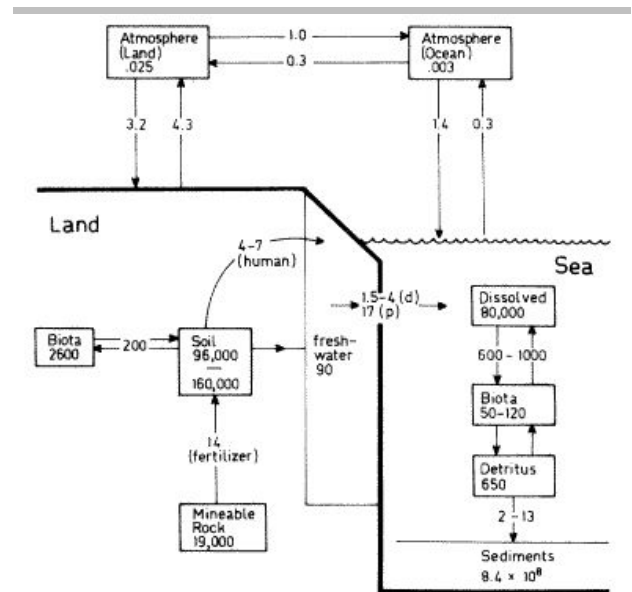 Atmosphere
(Land)
.025
1.0
0.3
Atmosphere
(Ocean)
.003
3.2
4.3
1.4
0.3
Land
4-7
(human)
Sea
1.5-4 (d)
17 (p)
Dissolved
80,000
Biota
2600
200
Soil
96,000
—
160,000
fresh-
water
90
600 - 1000
Biota
50-120
14
(fertilizer)
Detritus
650
Mineable
Rock
19,000
2 - 13
Sediments
8.4 × 10⁸